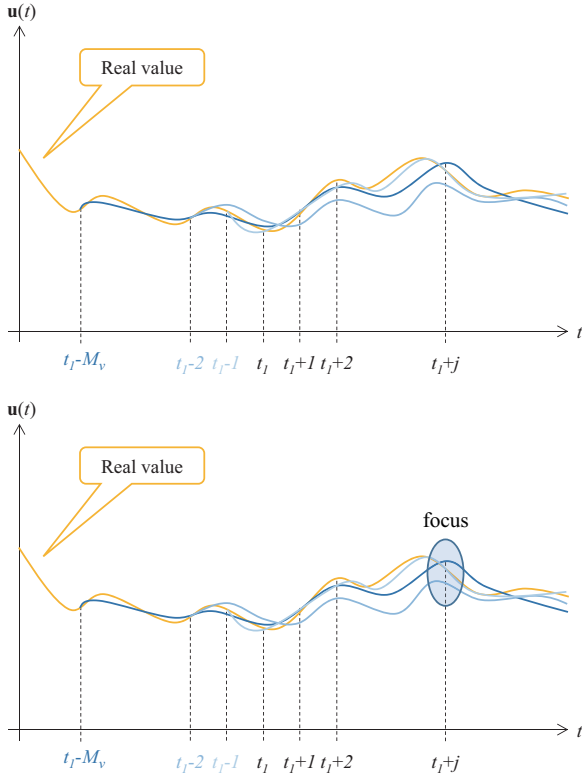 u(t)
Real value
t
t₁-Mᵥ t₁-2 t₁-1 t₁ t₁+1 t₁+2 t₁+j
u(t)
Real value
focus
t
t₁-Mᵥ t₁-2 t₁-1 t₁ t₁+1 t₁+2 t₁+j